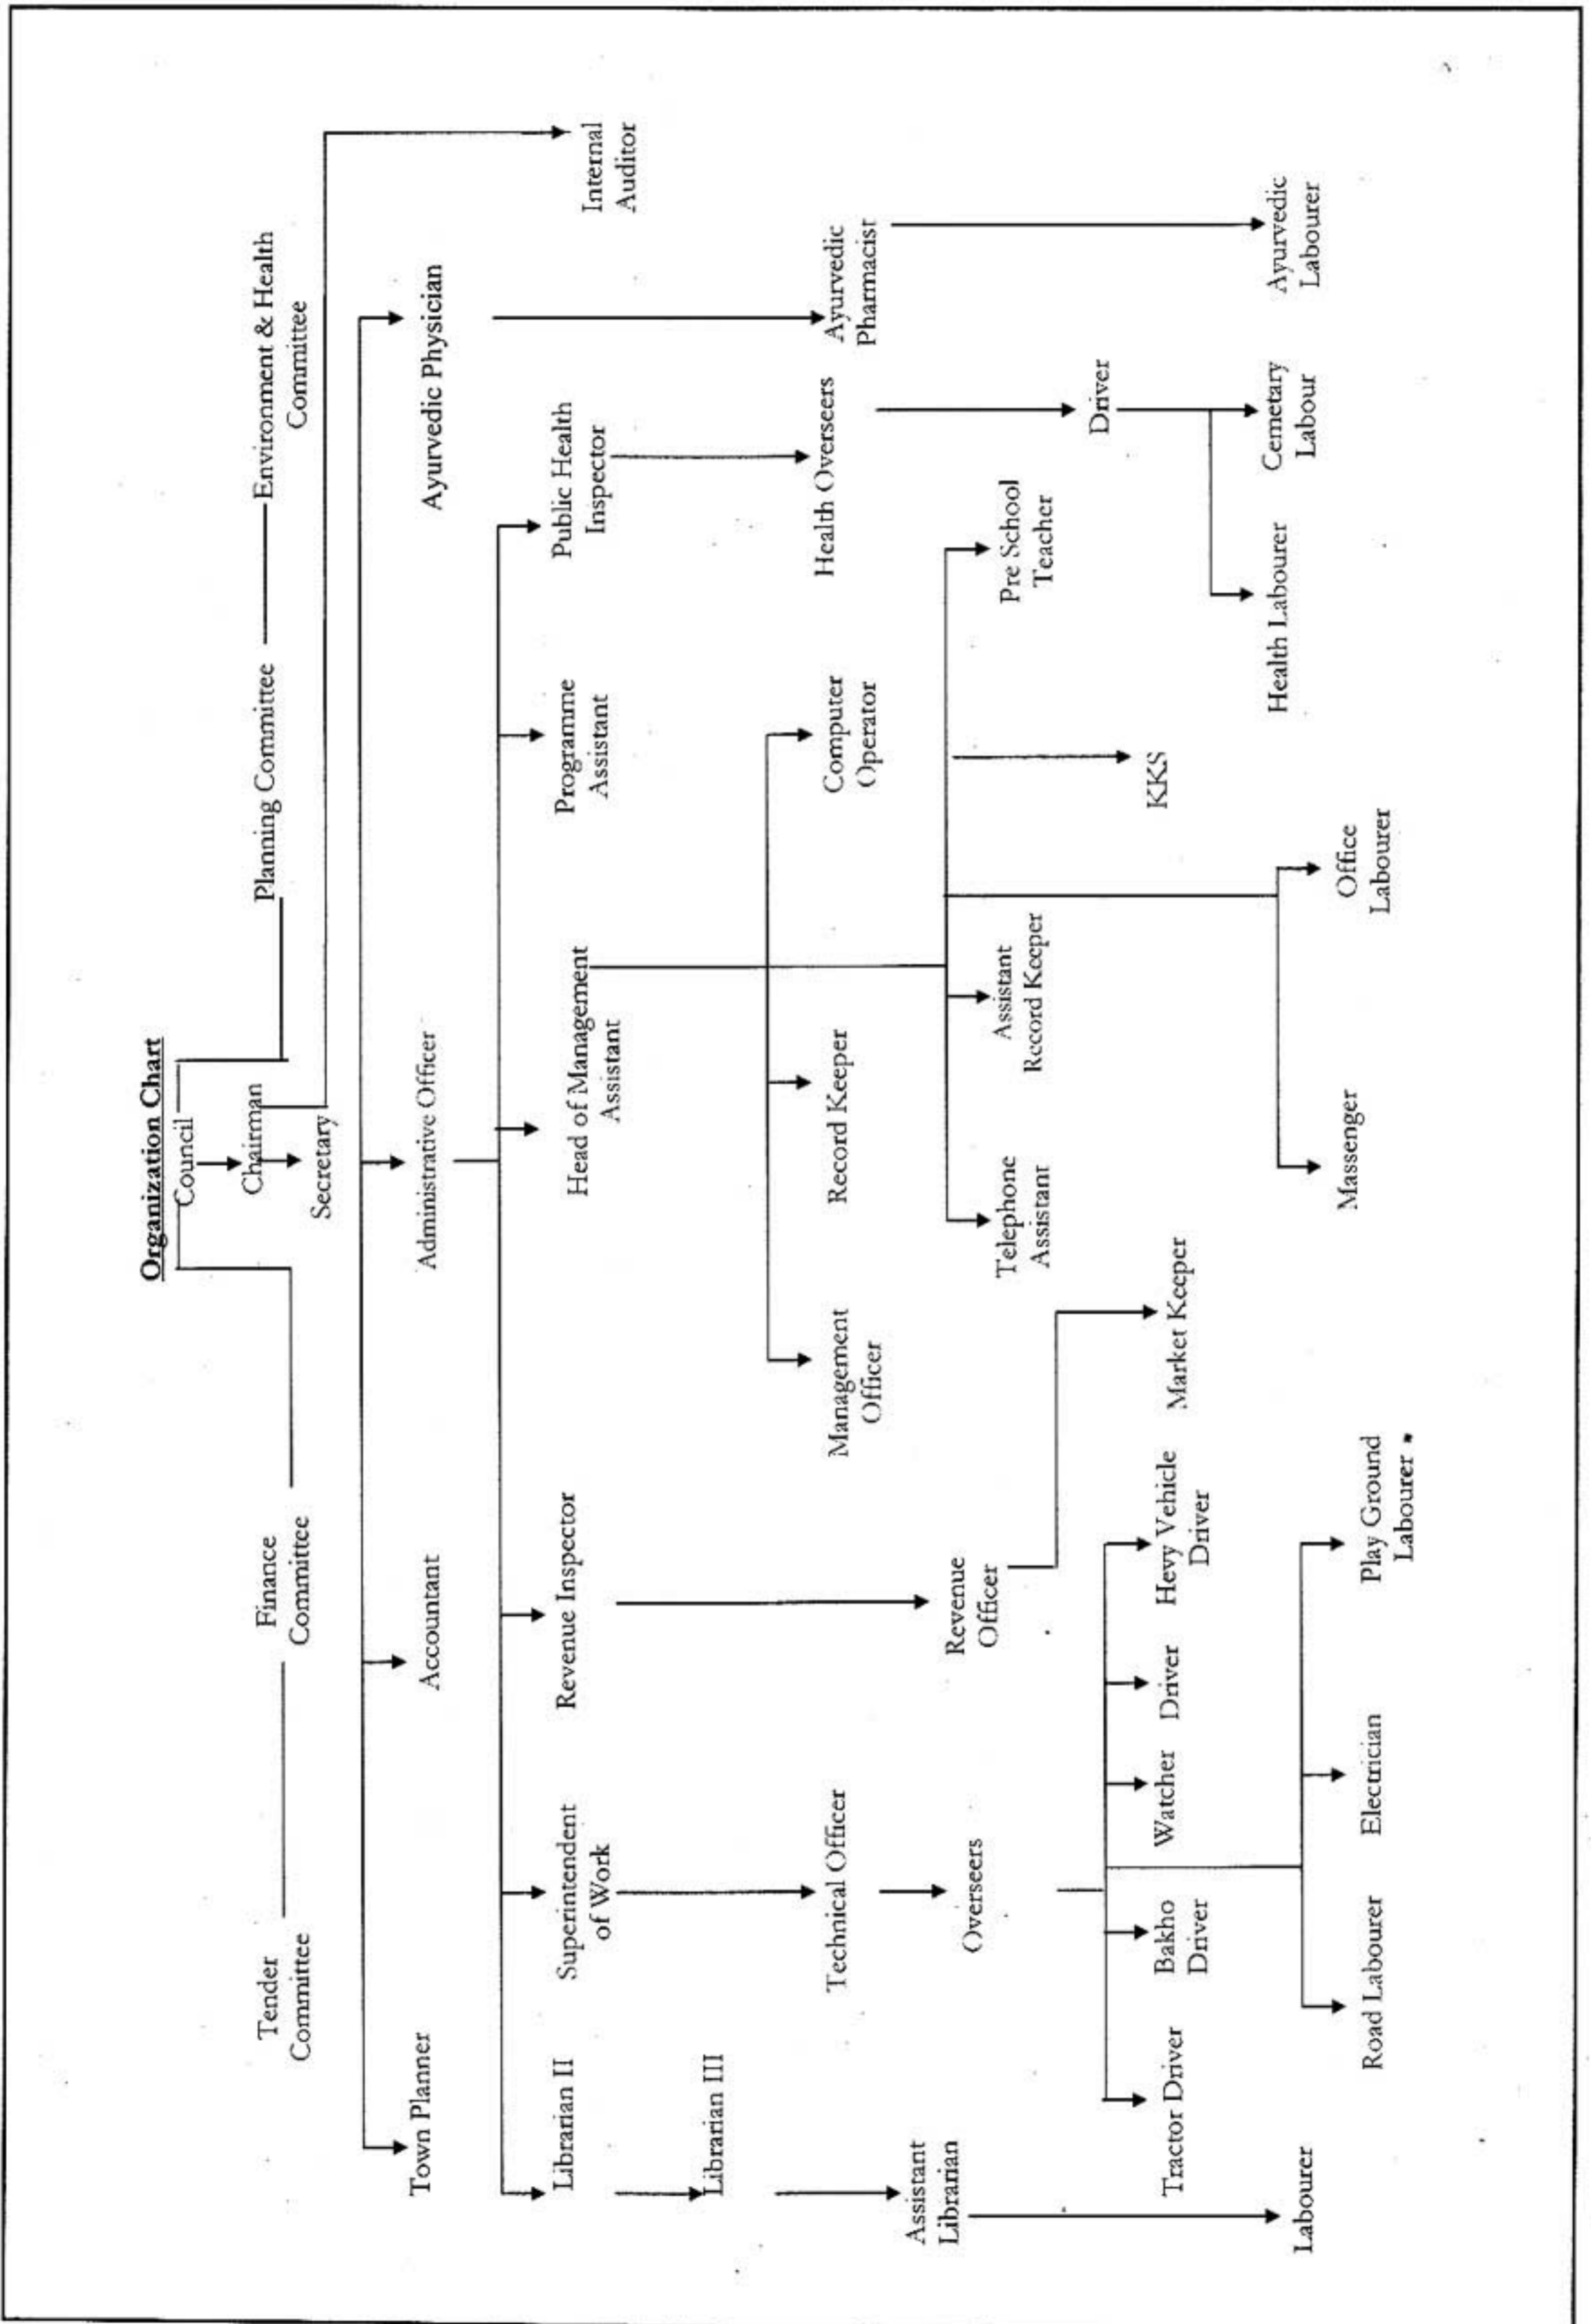 Organization Chart
Council
Chairman
Secretary
Tender
Committee
Finance
Committee
Planning Committee
Environment & Health
Committee
Town Planner
Accountant
Administrative Officer
Ayurvedic Physician
Internal
Auditor
Librarian II
Superintendent
of Work
Revenue Inspector
Head of Management
Assistant
Programme
Assistant
Public Health
Inspector
Librarian III
Technical Officer
Management
Officer
Record Keeper
Computer
Operator
Health Overseers
Ayurvedic
Pharmacist
Assistant
Librarian
Overseers
Revenue
Officer
Telephone
Assistant
Assistant
Record Keeper
Pre School
Teacher
Driver
Tractor Driver
Bakho
Driver
Watcher
Driver
Hevy Vehicle
Driver
Market Keeper
KKS
Labourer
Health Labourer
Cemetary
Labour
Ayurvedic
Labourer
Road Labourer
Electrician
Play Ground
Labourer
Massenger
Office
Labourer